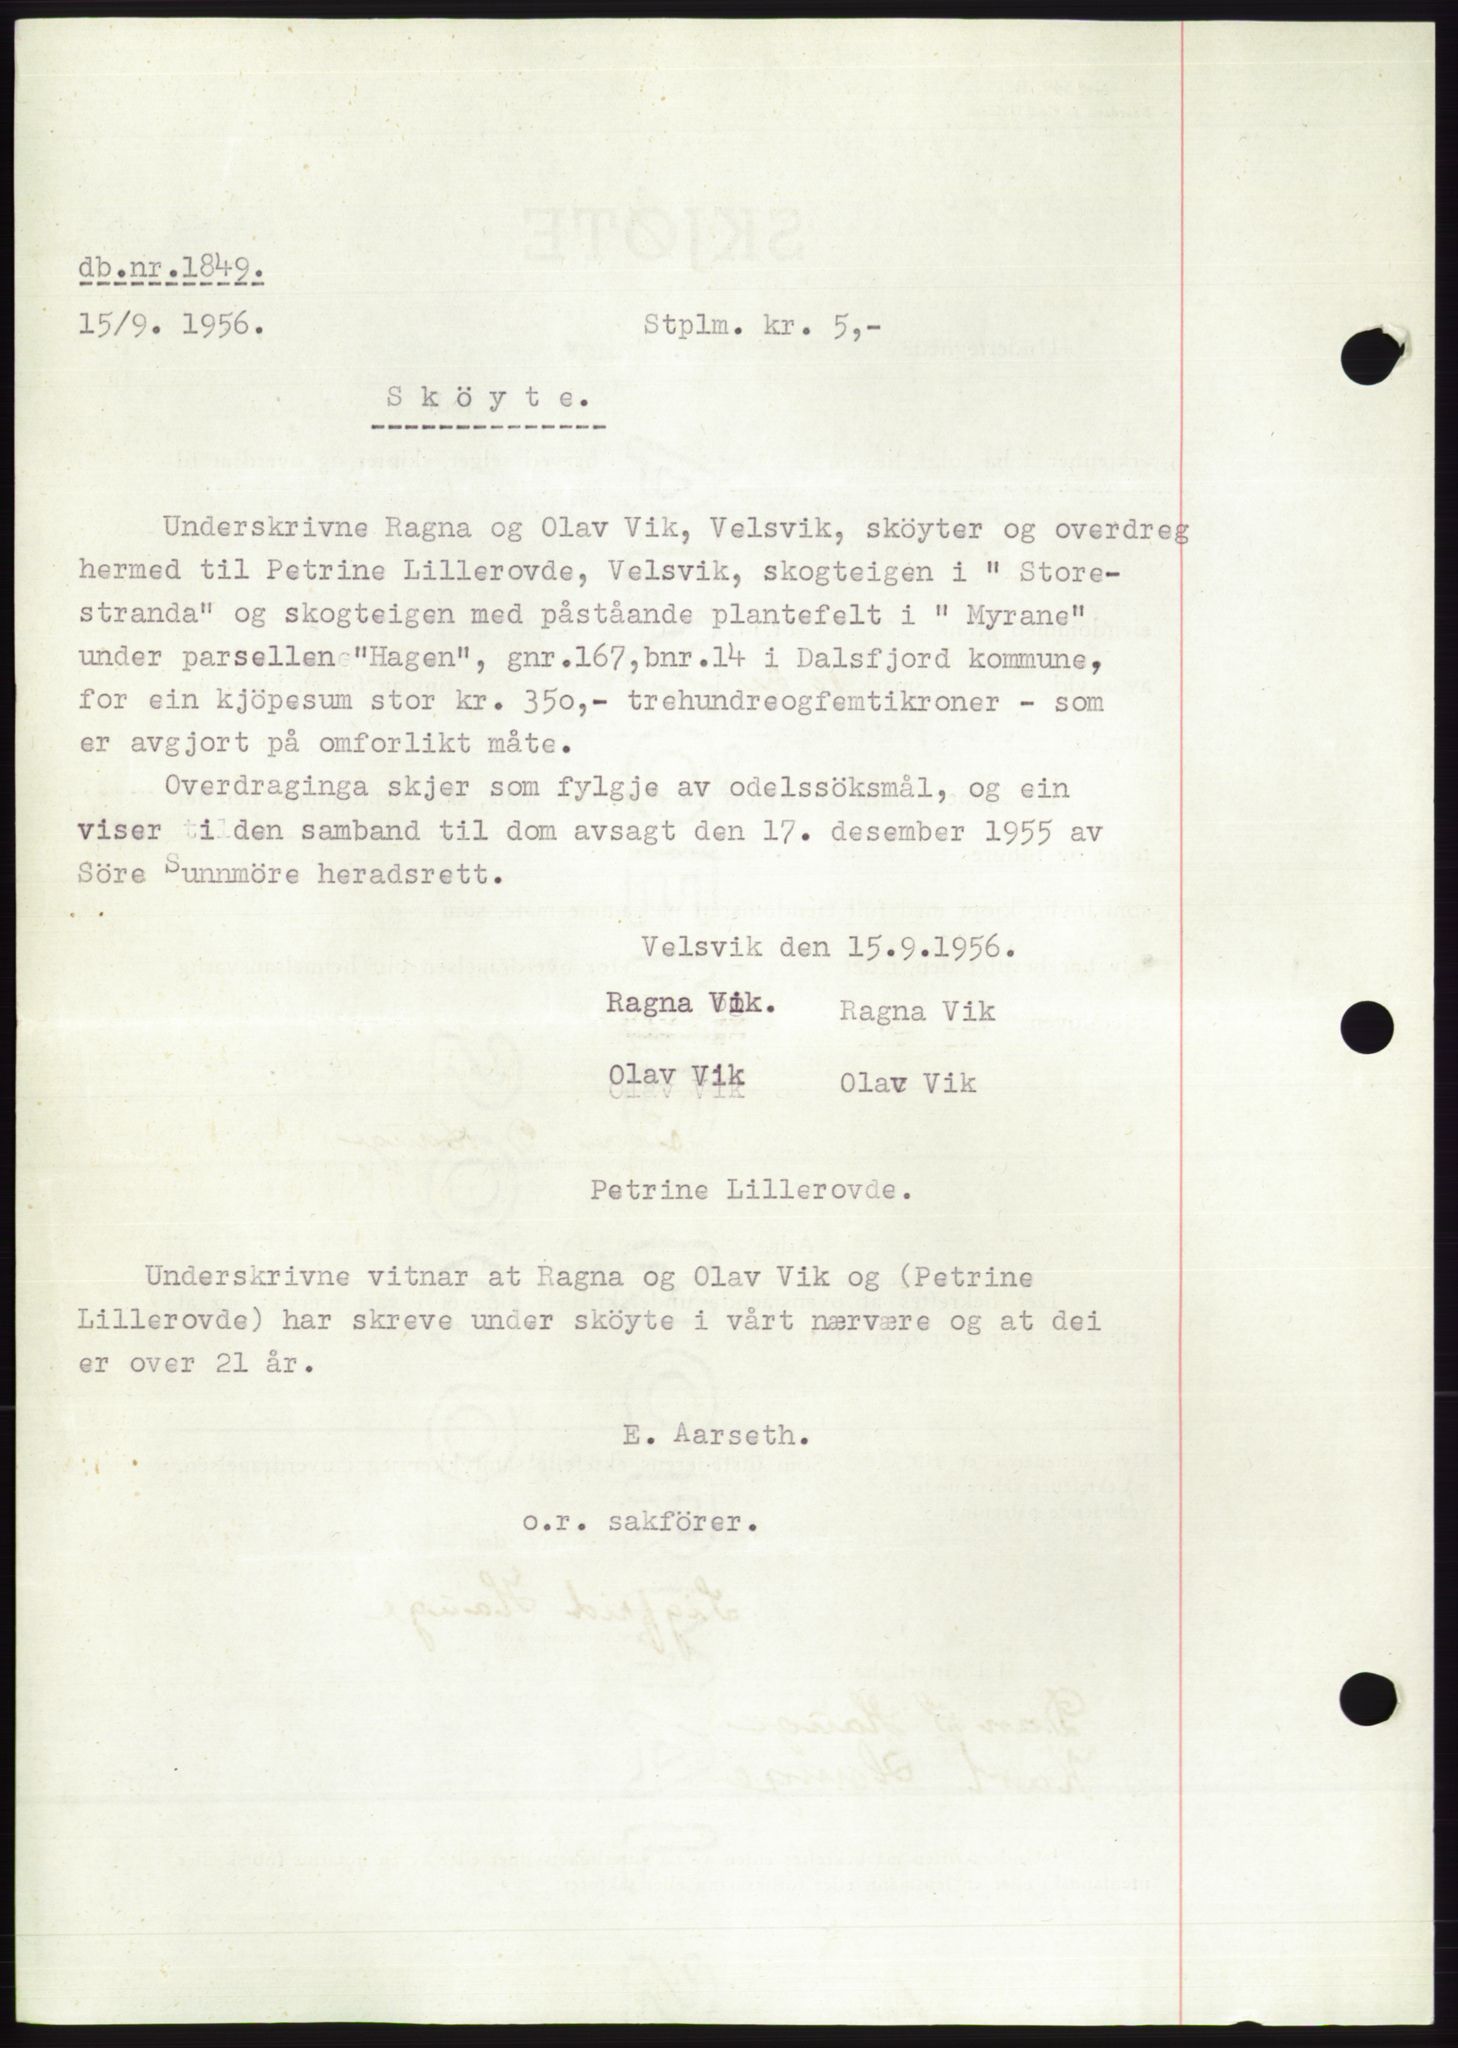 db.nr.1849.
15/9. 1956. Stplm. kr. 5,-
Sköyte.
Underskrivne Ragna og Olav Vik, Velsvik, sköyter og overdreg
hermed til Petrine Lillerovde, Velsvik, skogteigen i " Store-
stranda" og skogteigen med påståande plantefelt i " Myrane"
under parsellen "Hagen", gnr.167,bnr.14 i Dalsfjord kommune,
for ein kjöpesum stor kr. 350,- trehundreogfemtikroner - som
er avgjort på omforlikt måte.
Overdraginga skjer som fylgje av odelssöksmål, og ein
viser til den samband til dom avsagt den 17. desember 1955 av
Söre Sunnmöre heradsrett.
Velsvik den 15.9.1956.
Ragna Vik. Ragna Vik
Olav Vik Olav Vik
Petrine Lillerovde.
Underskrivne vitnar at Ragna og Olav Vik og (Petrine
Lillerovde) har skreve under sköyte i vårt nærvære og at dei
er over 21 år.
E. Aarseth.
o.r. sakförer.